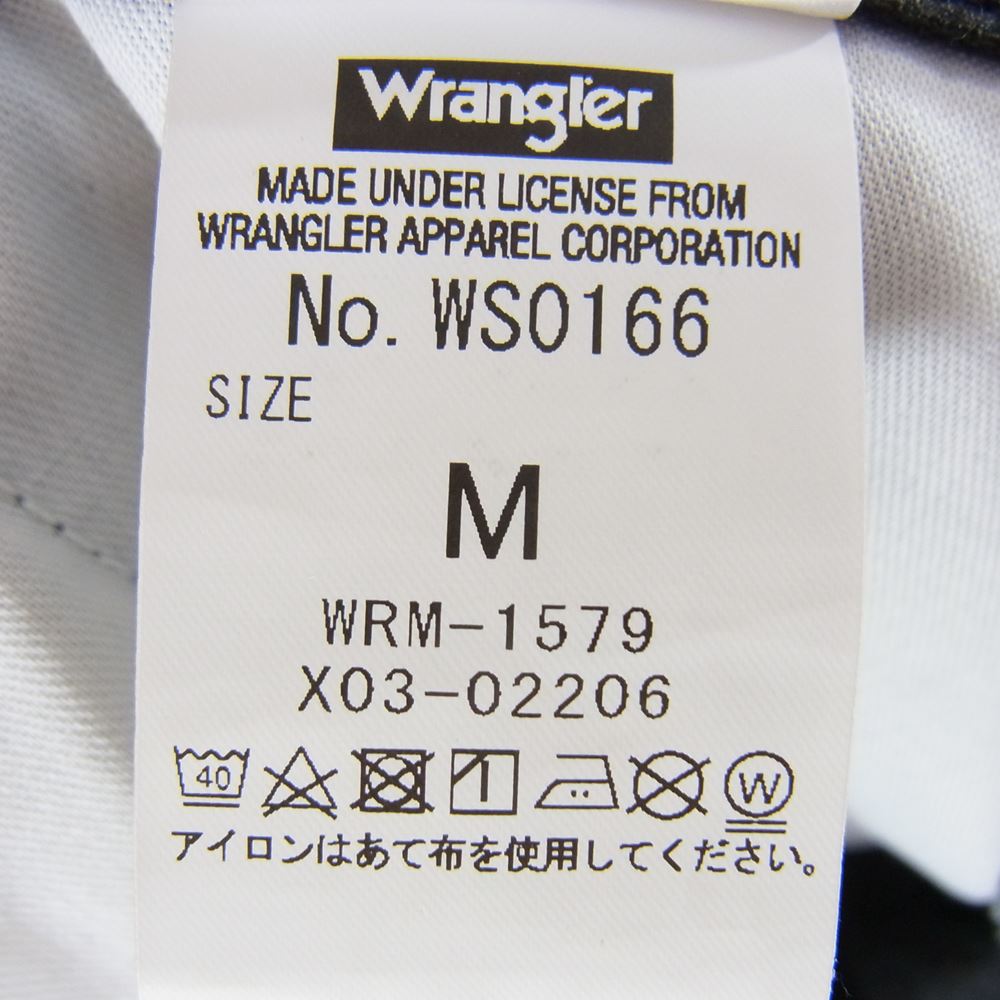 Wrangler
MADE UNDER LICENSE FROM
WRANGLER APPAREL CORPORATION
No. WS0166
SIZE
M
WRM-1579
X03-02206
40 W
アイロンはあて布を使用してください。